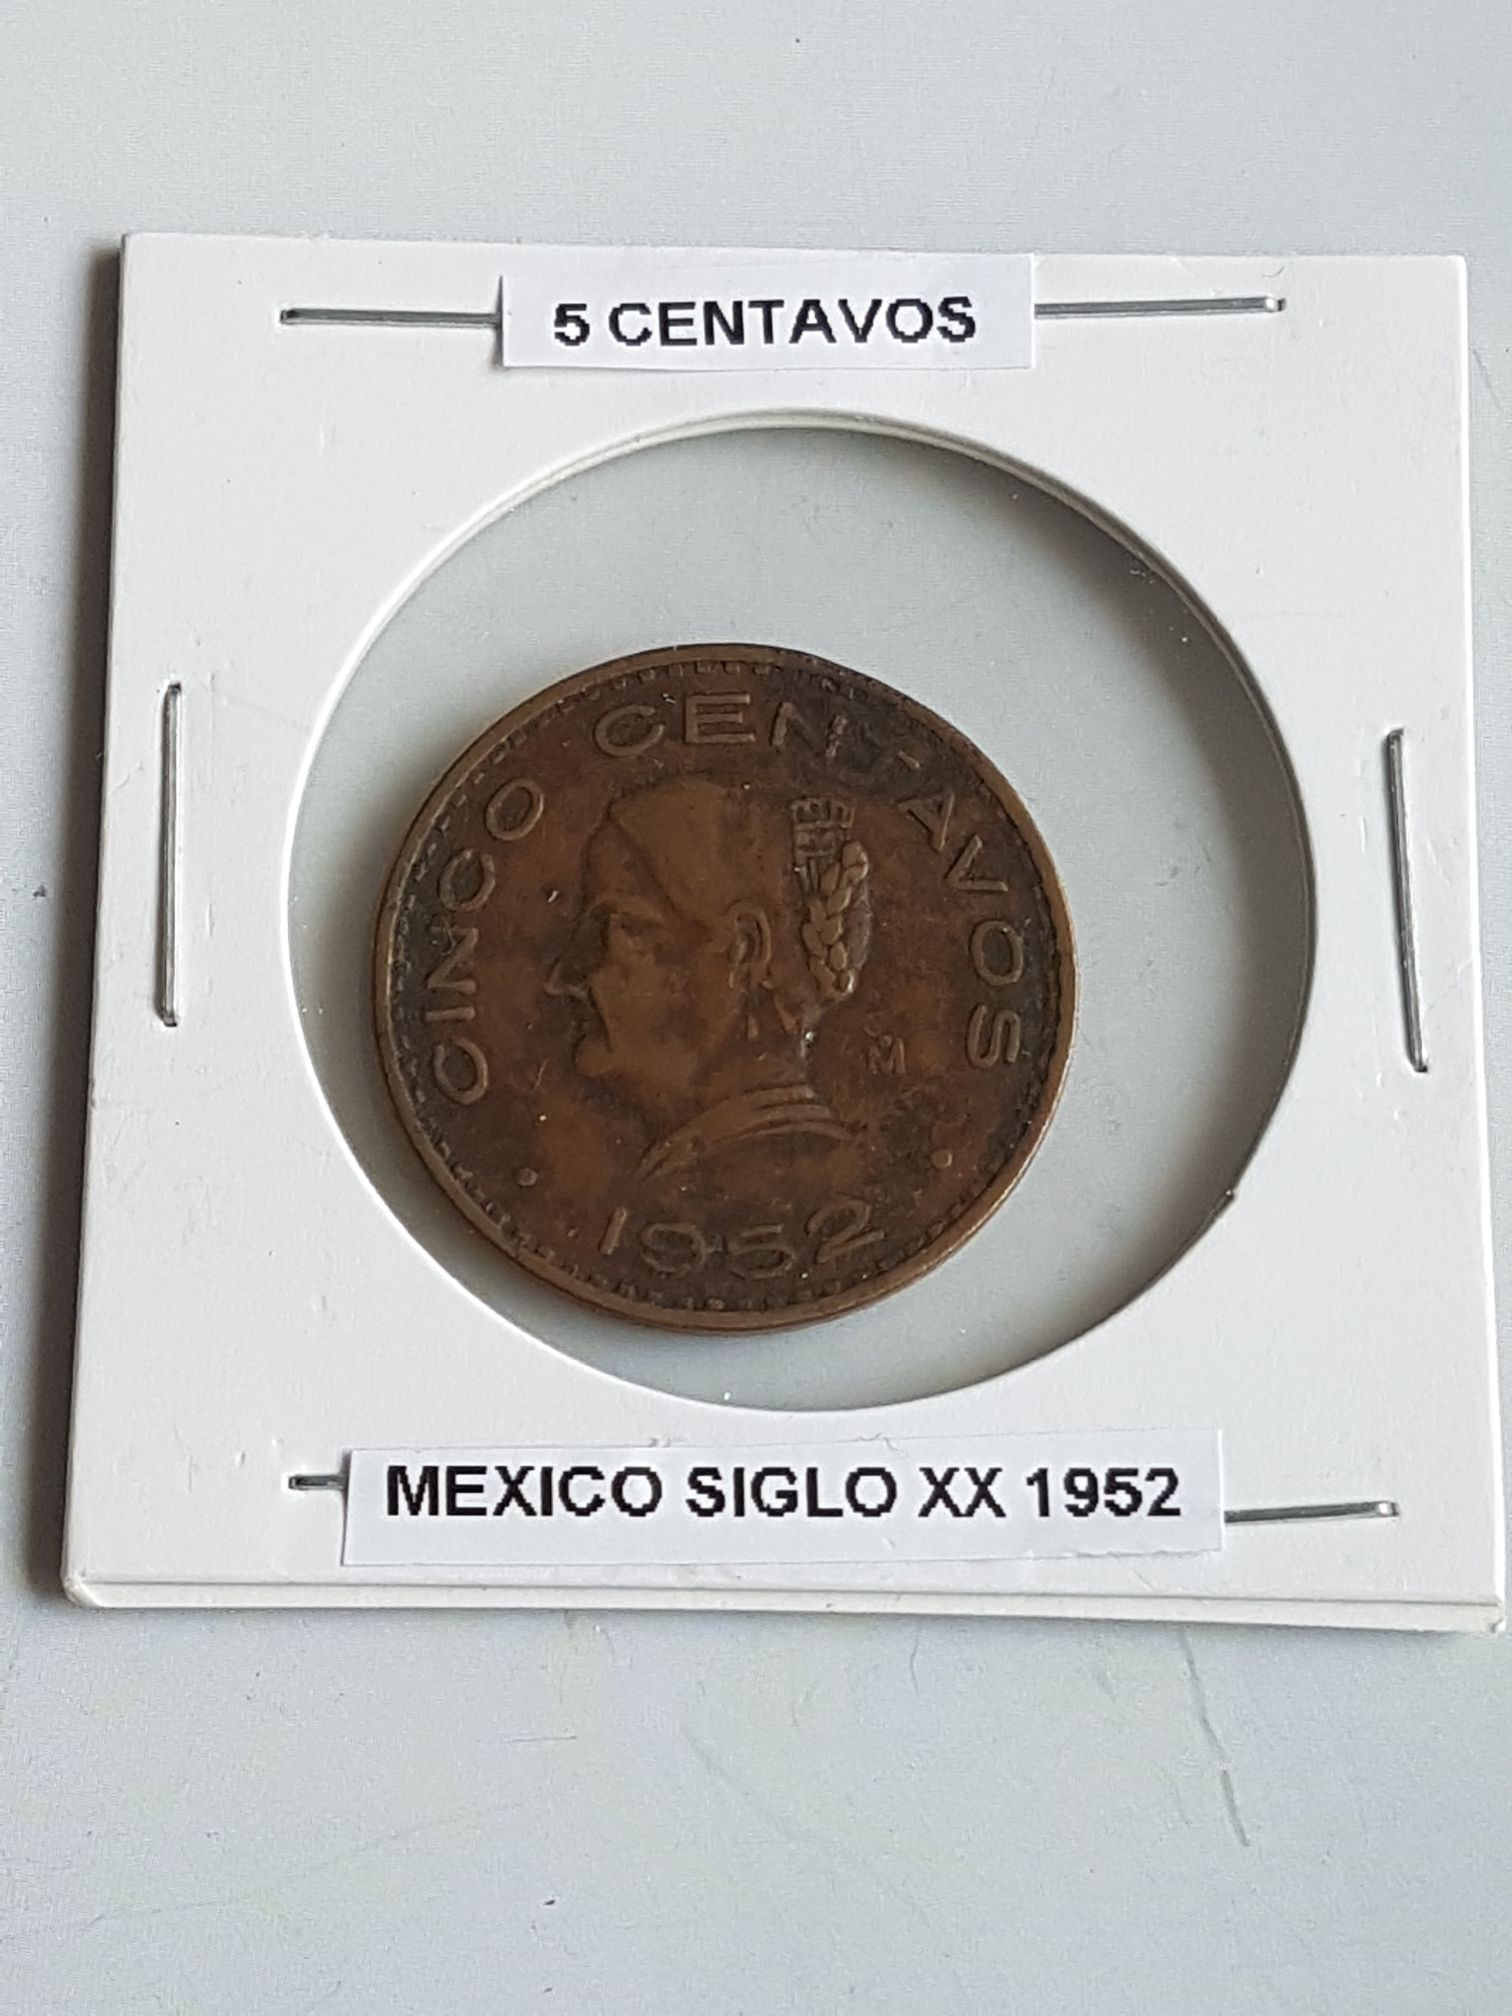 5 CENTAVOS
CINCO CENTAVOS
M
1952
MEXICO SIGLO XX 1952